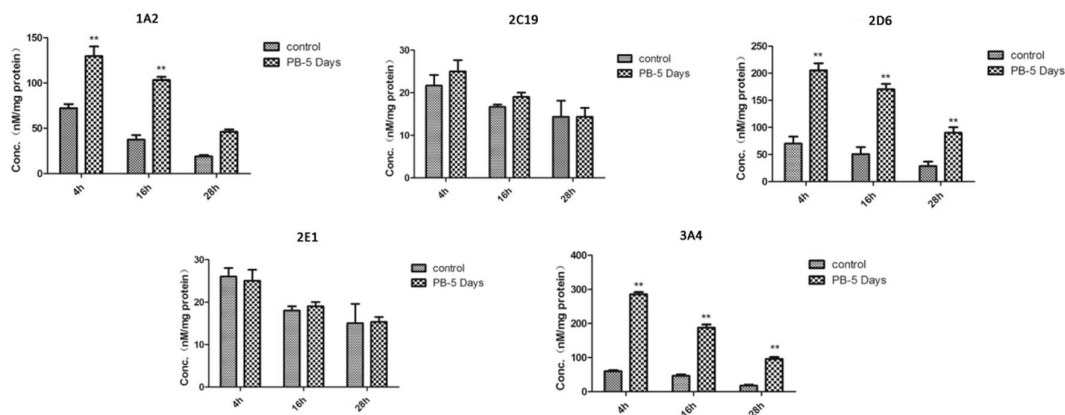 1A2
Conc. (nM/mg protein)
150
100
50
0
**
**
4h
16h
28h
control
PB-5 Days
2C19
Conc. (nM/mg protein)
30
20
10
0
4h
16h
28h
control
PB-5 Days
2D6
Conc. (nM/mg protein)
250
200
150
100
50
0
**
**
**
4h
16h
28h
control
PB-5 Days
2E1
Conc. (nM/mg protein)
30
20
10
0
4h
16h
28h
control
PB-5 Days
3A4
Conc. (nM/mg protein)
400
300
200
100
0
**
**
**
4h
16h
28h
control
PB-5 Days